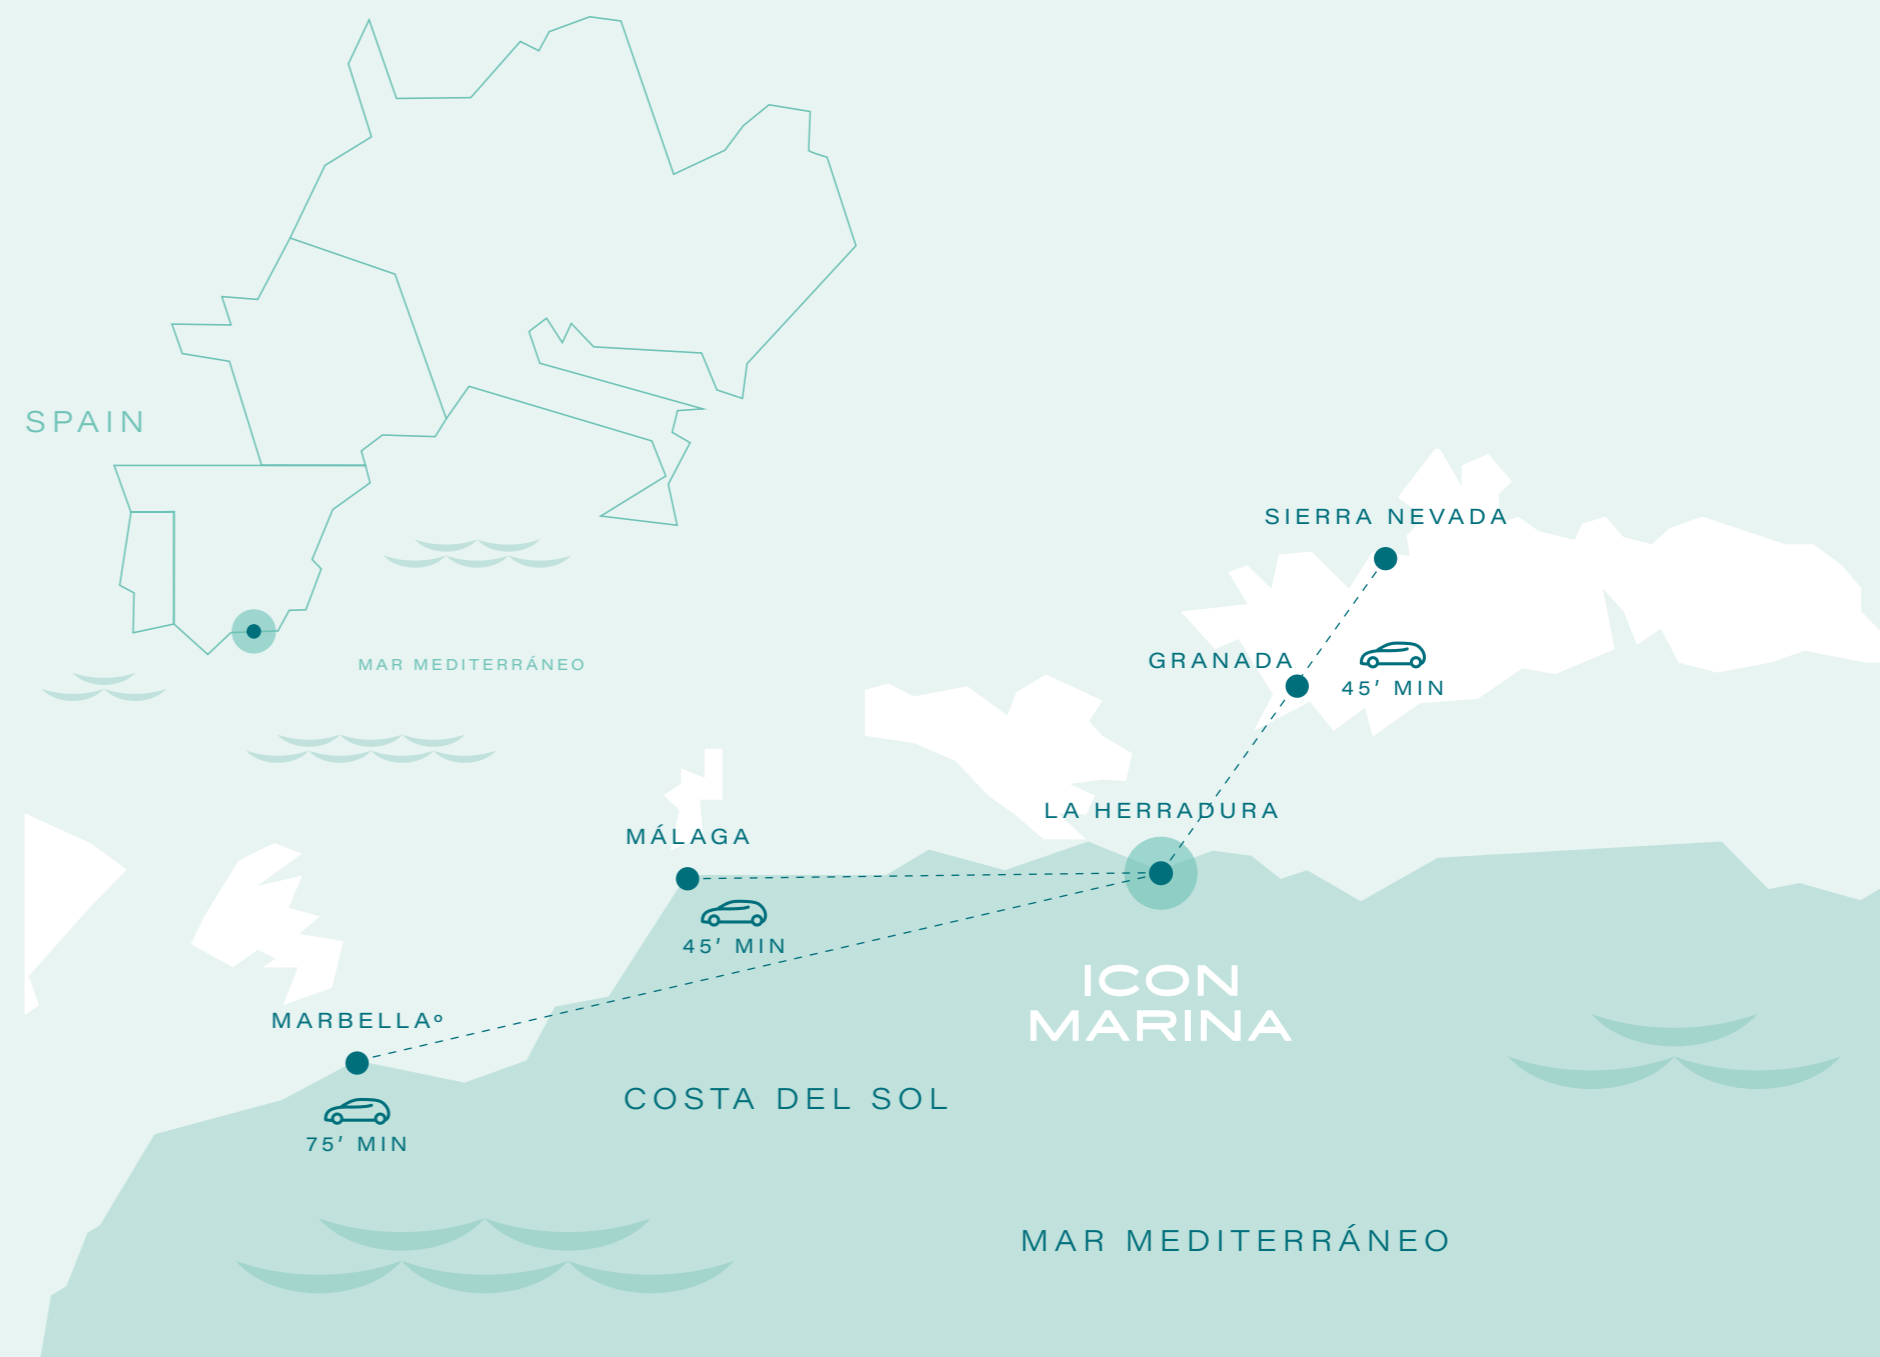 SPAIN
MAR MEDITERRÁNEO
SIERRA NEVADA
GRANADA
45' MIN
LA HERRADURA
MÁLAGA
45' MIN
ICON
MARINA
MARBELLAº
75' MIN
COSTA DEL SOL
MAR MEDITERRÁNEO